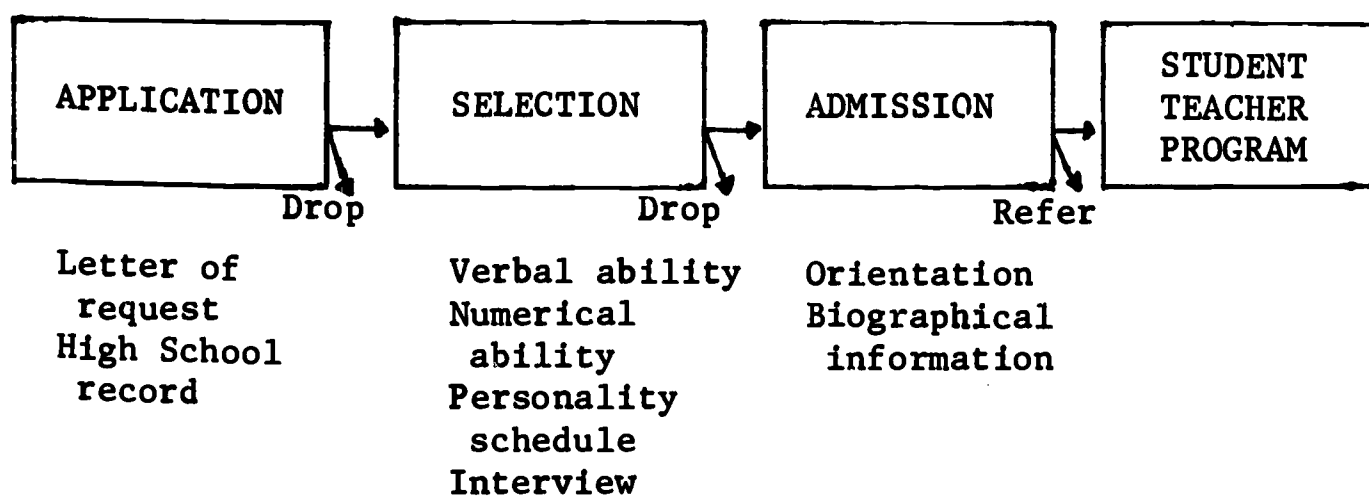 APPLICATION
SELECTION
ADMISSION
STUDENT
TEACHER
PROGRAM
Drop
Drop
Refer
Letter of
request
High School
record
Verbal ability
Numerical
ability
Personality
schedule
Interview
Orientation
Biographical
information